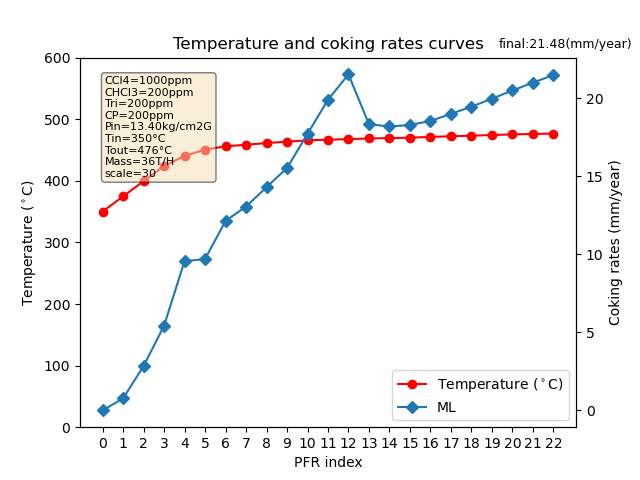 Temperature and coking rates curves
final:21.48(mm/year)
CCl4=1000ppm
CHCl3=200ppm
Tri=200ppm
CP=200ppm
Pin=13.40kg/cm2G
Tin=350°C
Tout=476°C
Mass=36T/H
scale=30
600
500
400
300
200
100
0
Temperature (°C)
20
15
10
5
0
Coking rates (mm/year)
Temperature (°C)
ML
0 1 2 3 4 5 6 7 8 9 10 11 12 13 14 15 16 17 18 19 20 21 22
PFR index